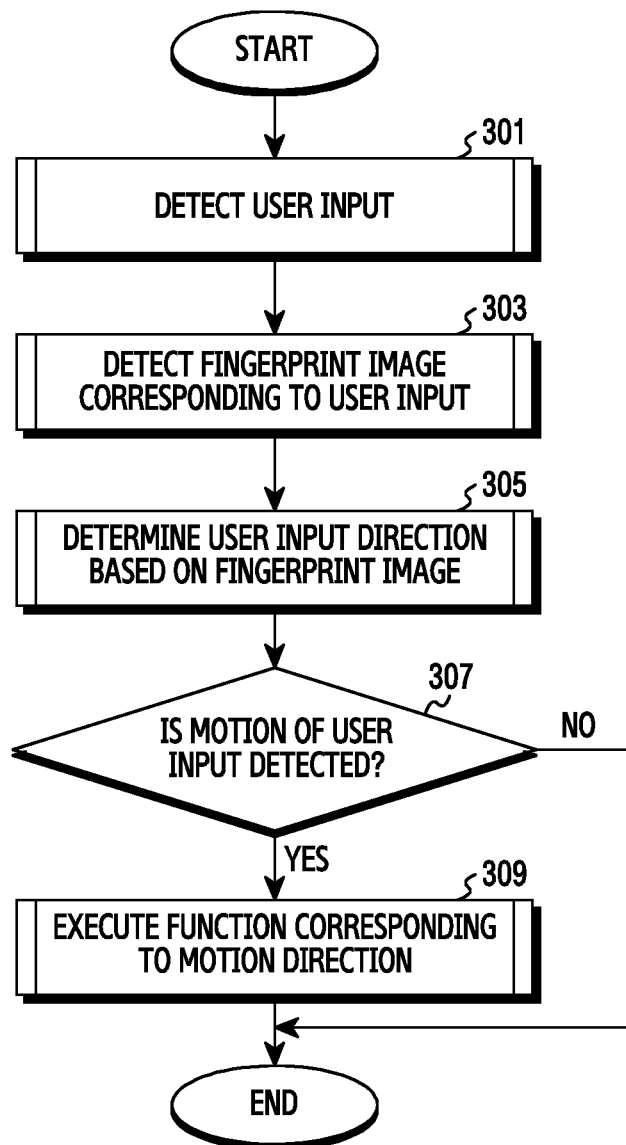 START
301
DETECT USER INPUT
303
DETECT FINGERPRINT IMAGE
CORRESPONDING TO USER INPUT
305
DETERMINE USER INPUT DIRECTION
BASED ON FINGERPRINT IMAGE
307
IS MOTION OF USER
INPUT DETECTED?
NO
YES
309
EXECUTE FUNCTION CORRESPONDING
TO MOTION DIRECTION
END